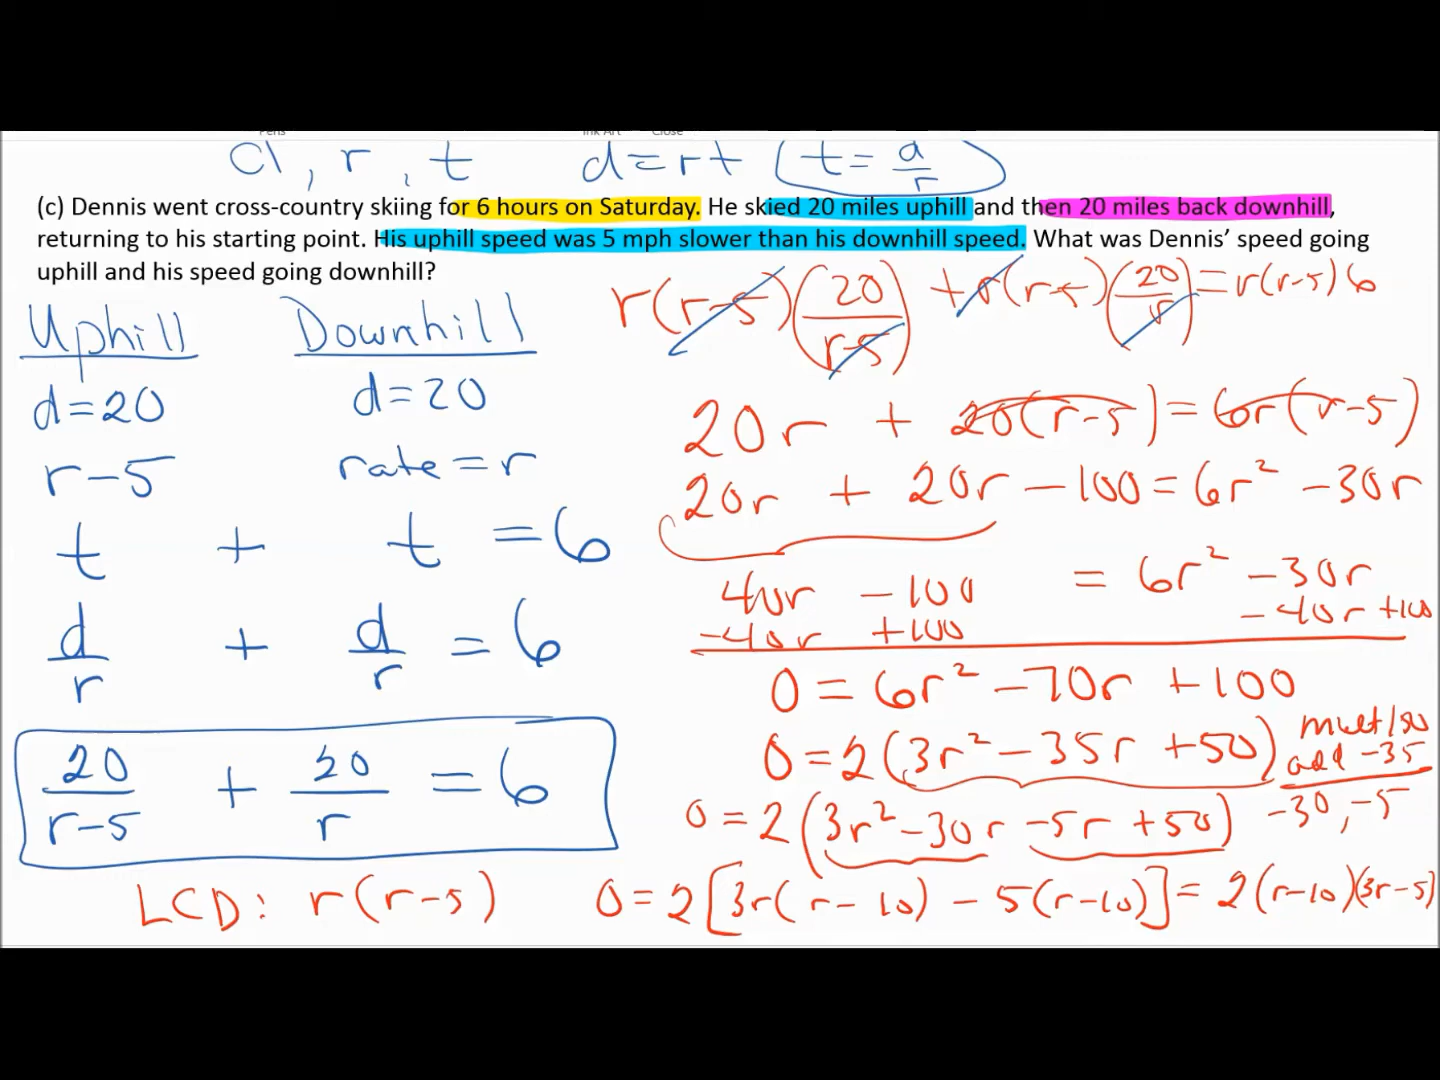 d, r, t d=rt (t=d/r)
(c) Dennis went cross-country skiing for 6 hours on Saturday. He skied 20 miles uphill and then 20 miles back downhill,
returning to his starting point. His uphill speed was 5 mph slower than his downhill speed. What was Dennis' speed going
uphill and his speed going downhill?
Uphill Downhill
d=20 d=20
r-5 rate=r
t + t =6
d/r + d/r = 6
20/(r-5) + 20/r = 6
LCD: r(r-5)
r(r-5)(20/(r-5)) + r(r-5)(20/r) = r(r-5)6
20r + 20(r-5) = 6r(r-5)
20r + 20r -100 = 6r² -30r
40r -100 = 6r² -30r
-40r +100 -40r +100
0 = 6r² -70r +100
0 = 2(3r² -35r +50) mult 150
add -35
0 = 2(3r² -30r -5r +50) -30, -5
0 = 2[3r(r-10) - 5(r-10)] = 2(r-10)(3r-5)